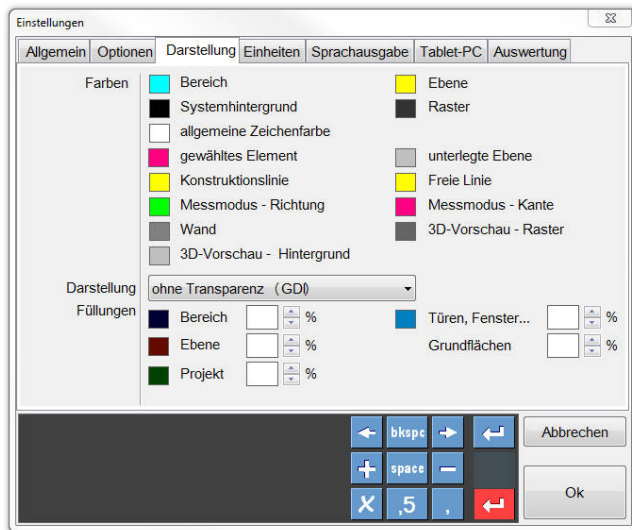 Einstellungen
Allgemein Optionen Darstellung Einheiten Sprachausgabe Tablet-PC Auswertung
Farben Bereich Ebene
Systemhintergrund Raster
allgemeine Zeichenfarbe
gewähltes Element unterlegte Ebene
Konstruktionslinie Freie Linie
Messmodus - Richtung Messmodus - Kante
Wand 3D-Vorschau - Raster
3D-Vorschau - Hintergrund
Darstellung ohne Transparenz (GDI)
Füllungen Bereich % Türen, Fenster... %
Ebene % Grundflächen %
Projekt %
bkspc Abbrechen
+ space -
X ,5 , Ok